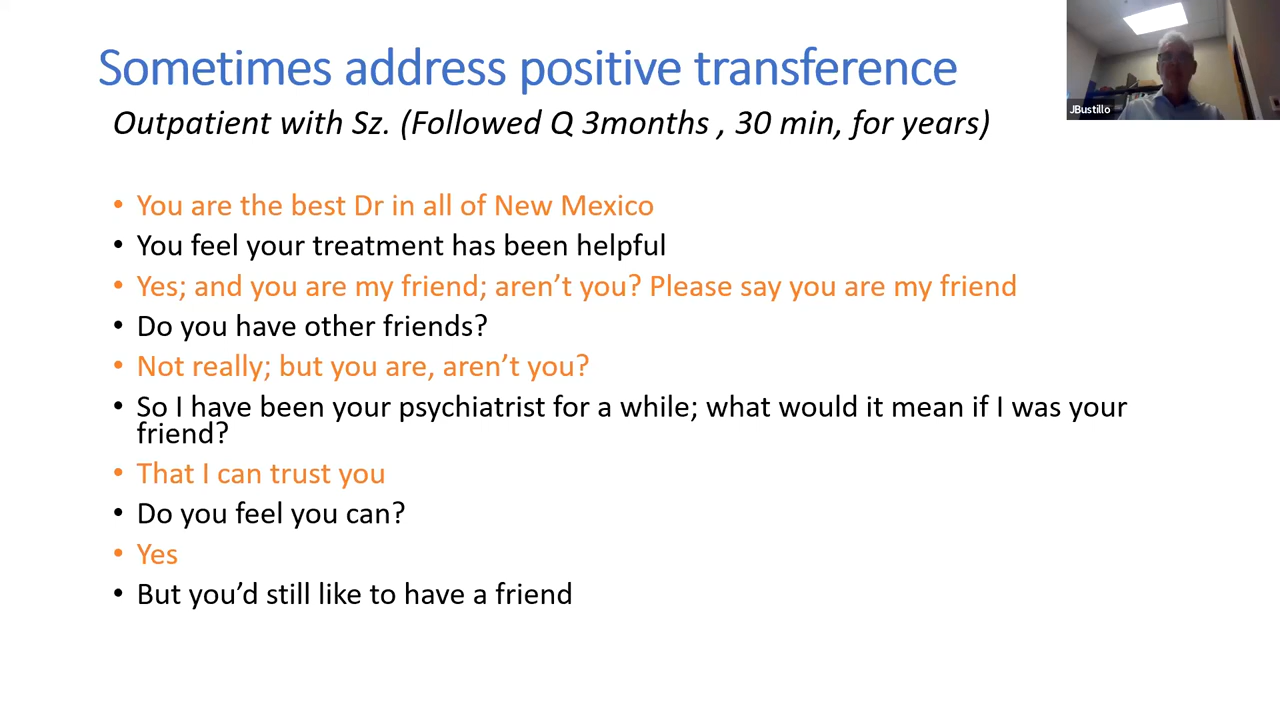 Sometimes address positive transference
JBustillo
Outpatient with Sz. (Followed Q 3months , 30 min, for years)
• You are the best Dr in all of New Mexico
• You feel your treatment has been helpful
• Yes; and you are my friend; aren’t you? Please say you are my friend
• Do you have other friends?
• Not really; but you are, aren’t you?
• So I have been your psychiatrist for a while; what would it mean if I was your
friend?
• That I can trust you
• Do you feel you can?
• Yes
• But you’d still like to have a friend